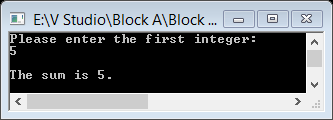 E:\V Studio\Block A\Block ...
Please enter the first integer:
5
The sum is 5.